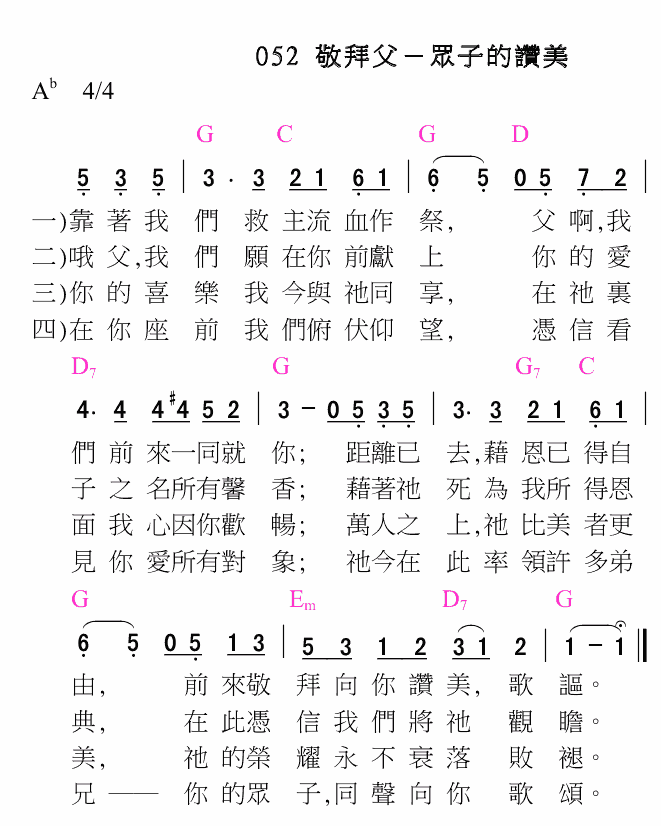 052 敬拜父－眾子的讚美
A♭ 4/4
G C G D
5 3 5 | 3 · 3 2 1 6 1 | 6 5 0 5 7 2
一)靠著我 們 救 主流 血作 祭, 父 啊,我
二)哦父,我 們 願 在你 前獻 上 你 的 愛
三)你的喜 樂 我 今與 祂同 享, 在 祂 裏
四)在你座 前 我 們俯 伏仰 望, 憑 信 看
D7 G G7 C
4· 4 4 #4 5 2 | 3 － 0 5 3 5 | 3· 3 2 1 6 1 |
們 前 來一同就 你; 距離已 去,藉 恩已 得自
子 之 名所有馨 香; 藉著祂 死 為 我所 得恩
面 我 心因你歡 暢; 萬人之 上,祂 比美 者更
見 你 愛所有對 象; 祂今在 此 率 領許 多弟
G Em D7 G
6 5 0 5 1 3 | 5 3 1 2 3 1 2 | 1 － 1 ‖
由, 前 來敬 拜 向 你 讚 美, 歌 謳。
典, 在 此憑 信 我 們 將 祂 觀 瞻。
美, 祂 的榮 耀 永 不 衰 落 敗 褪。
兄 —— 你 的眾 子,同 聲 向 你 歌 頌。